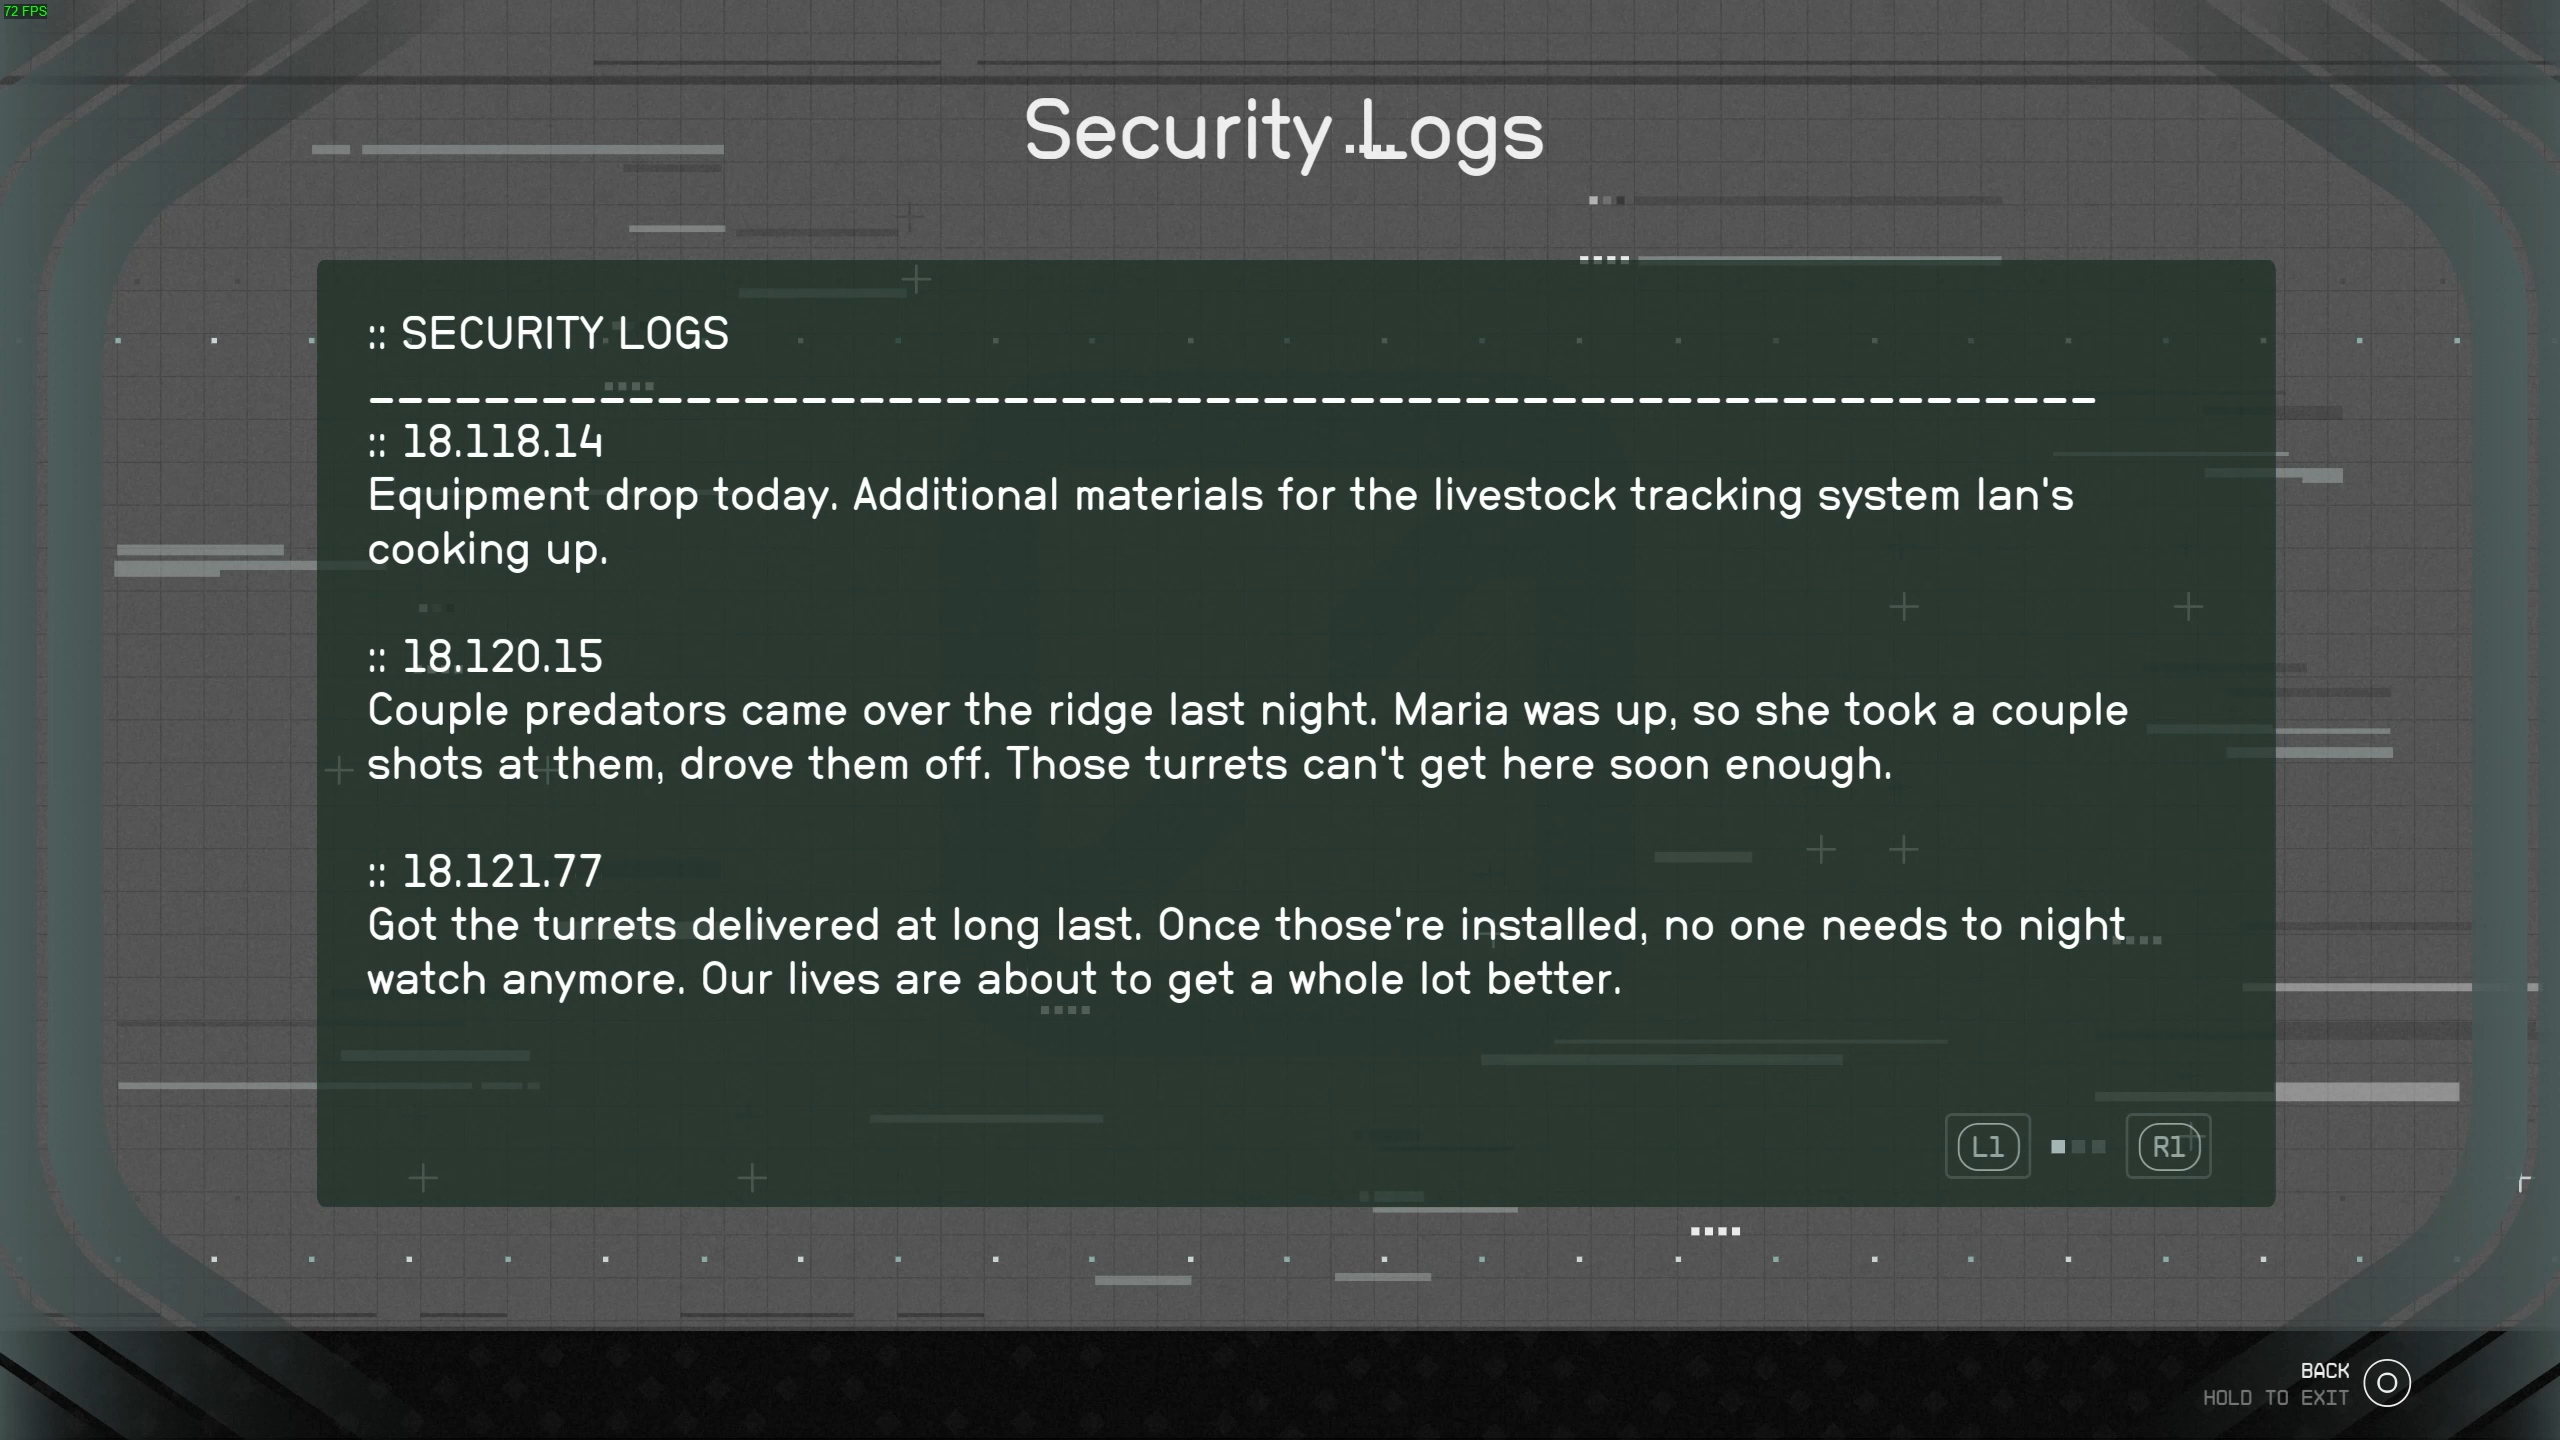 72 FPS
Security Logs
:: SECURITY LOGS
------------------------------------------------------------
:: 18.118.14
Equipment drop today. Additional materials for the livestock tracking system Ian's
cooking up.
:: 18.120.15
Couple predators came over the ridge last night. Maria was up, so she took a couple
shots at them, drove them off. Those turrets can't get here soon enough.
:: 18.121.77
Got the turrets delivered at long last. Once those're installed, no one needs to night
watch anymore. Our lives are about to get a whole lot better.
L1 R1
BACK
HOLD TO EXIT